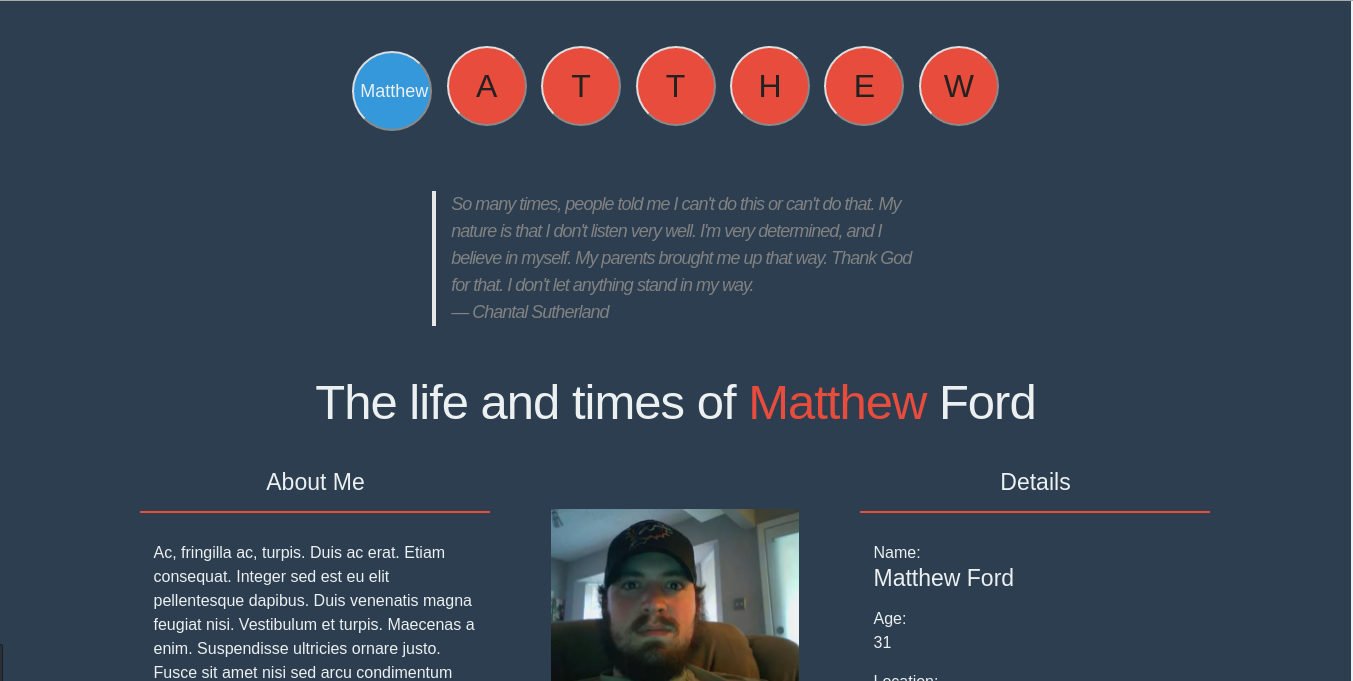 Matthew A T T H E W
So many times, people told me I can't do this or can't do that. My
nature is that I don't listen very well. I'm very determined, and I
believe in myself. My parents brought me up that way. Thank God
for that. I don't let anything stand in my way.
— Chantal Sutherland
The life and times of Matthew Ford
About Me
Ac, fringilla ac, turpis. Duis ac erat. Etiam
consequat. Integer sed est eu elit
pellentesque dapibus. Duis venenatis magna
feugiat nisi. Vestibulum et turpis. Maecenas a
enim. Suspendisse ultricies ornare justo.
Fusce sit amet nisi sed arcu condimentum
Details
Name:
Matthew Ford
Age:
31
Location: